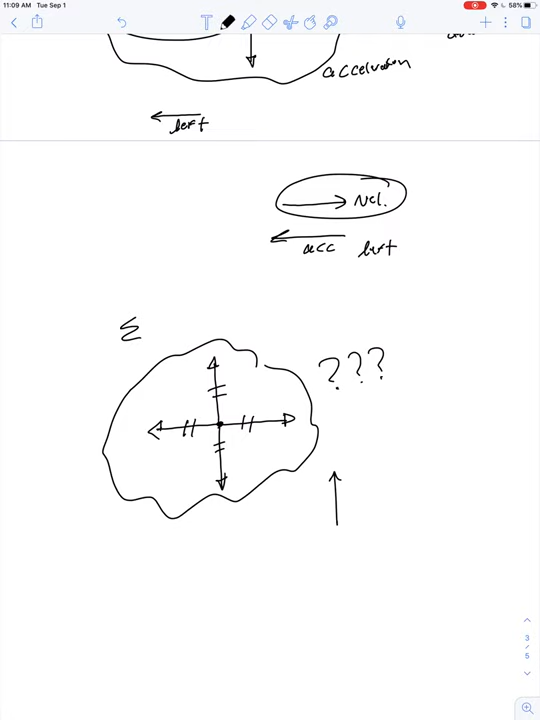 11:09 AM Tue Sep 1
58%
T
acceleration
left
vel.
acc left
Σ
???
3
/
5